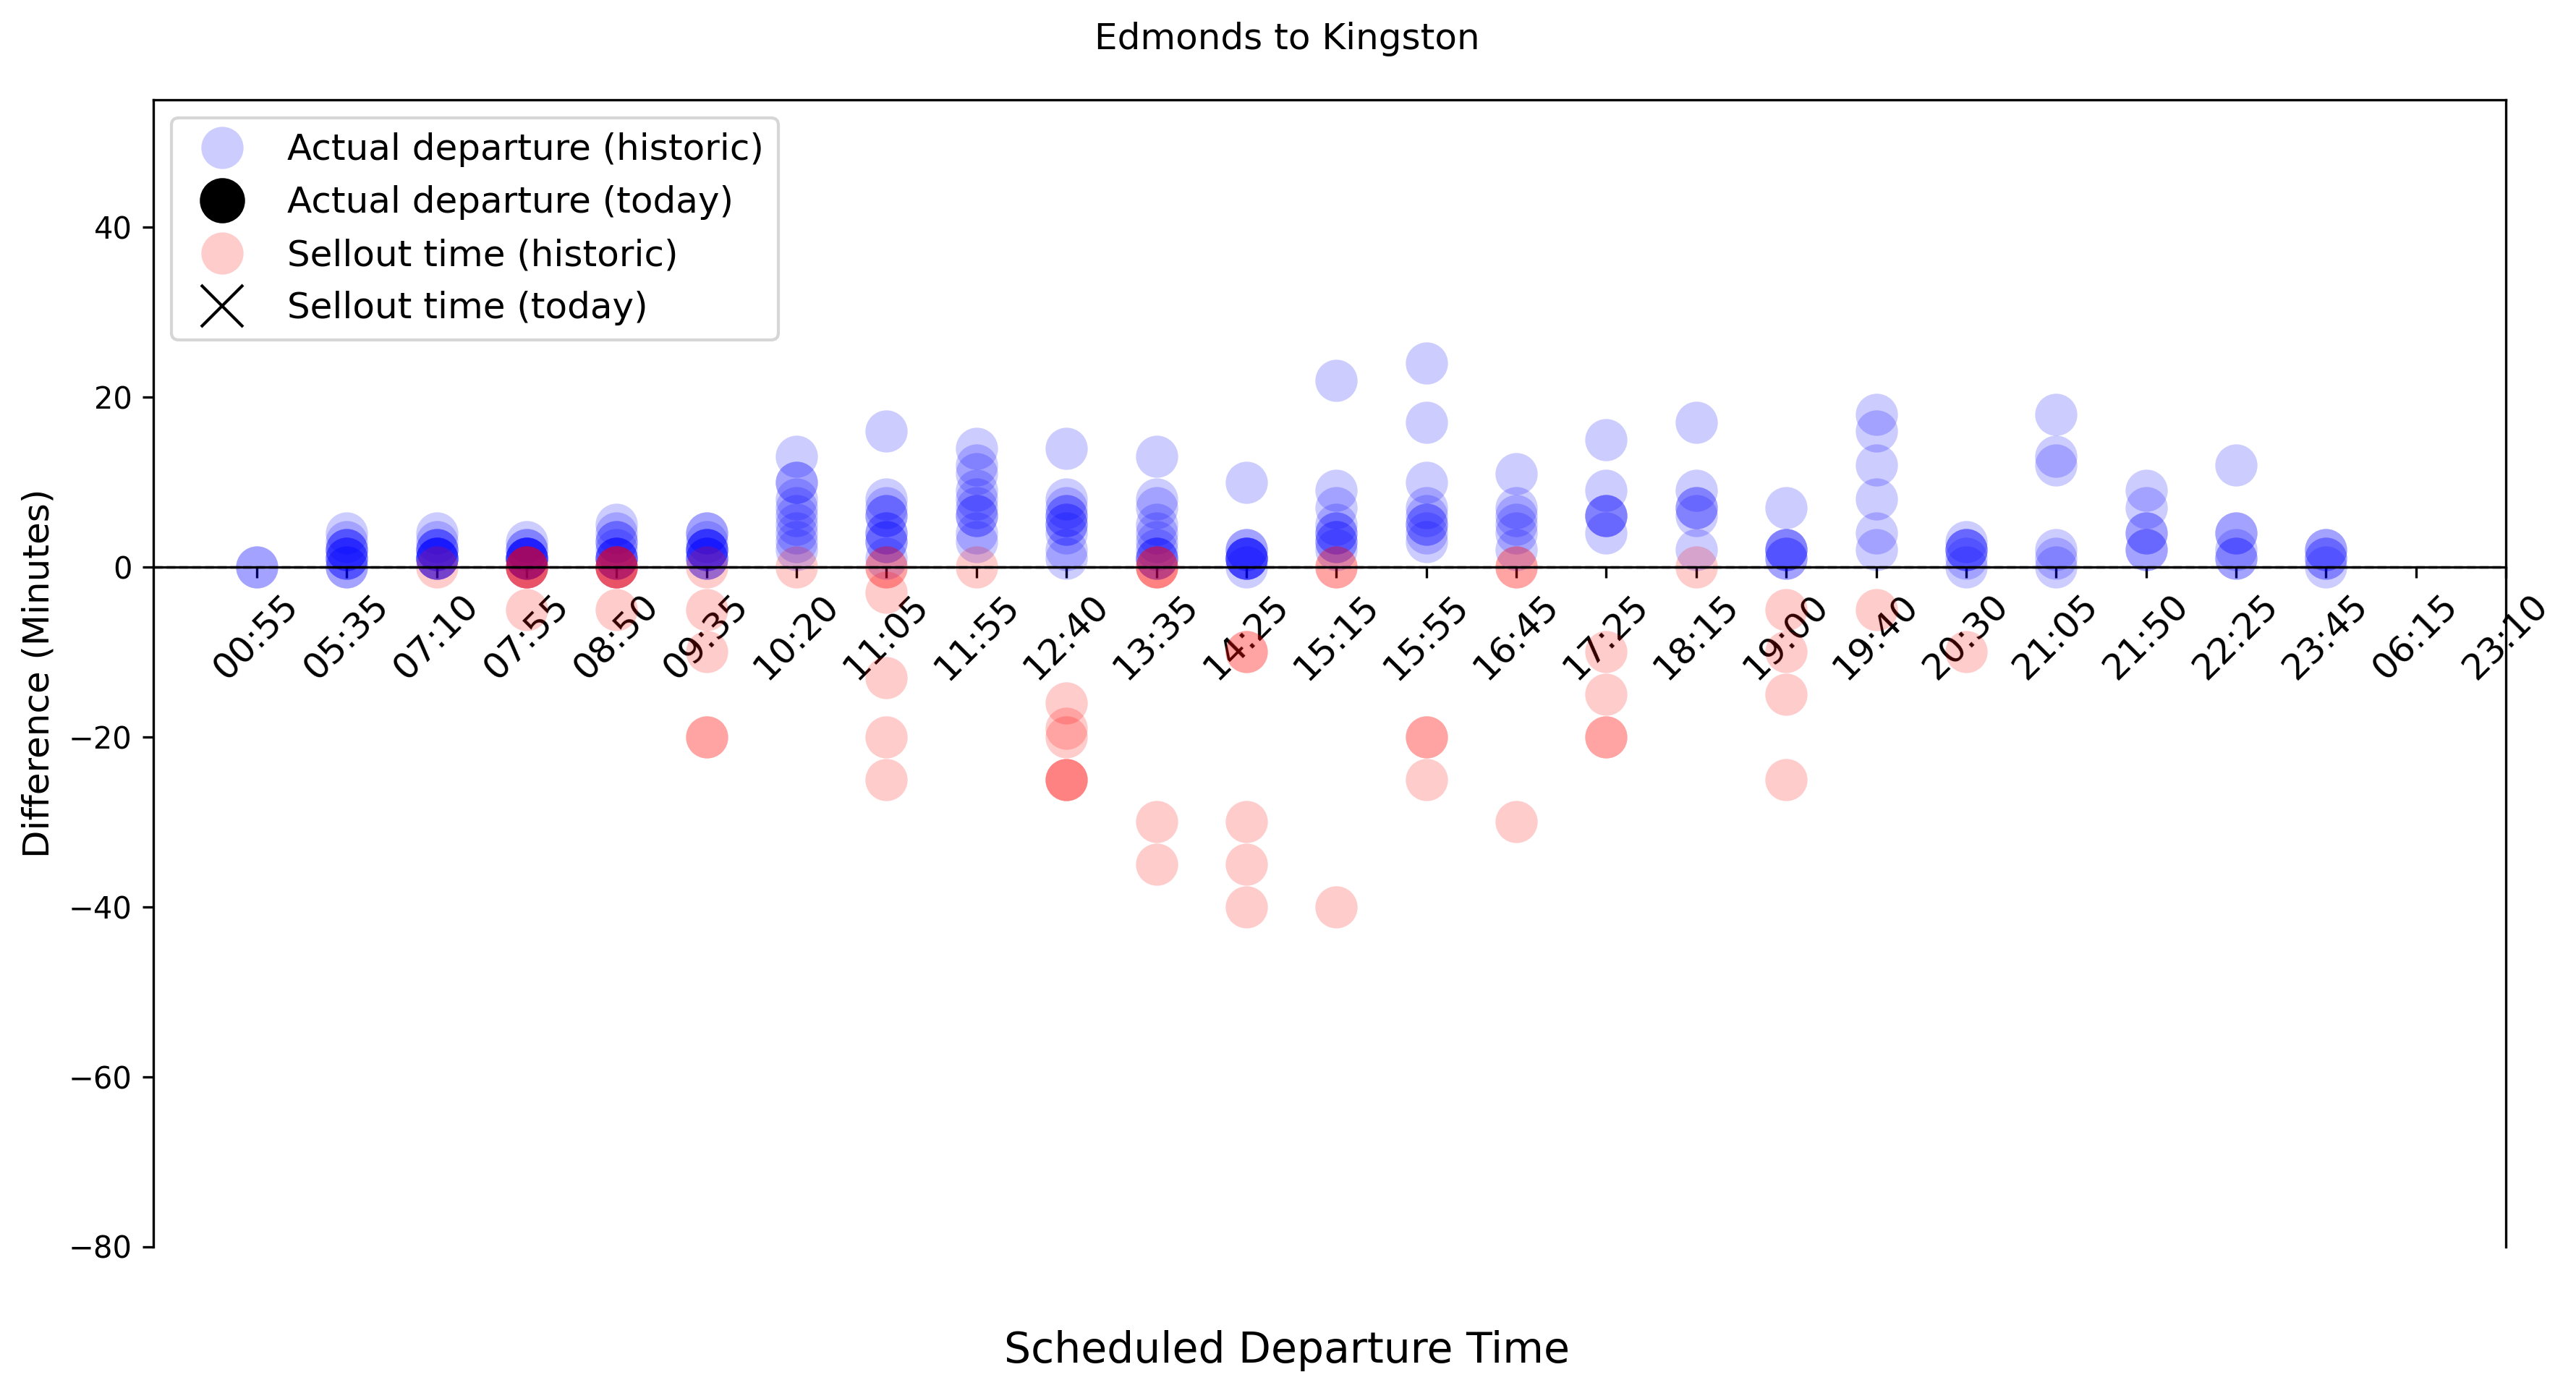 Edmonds to Kingston
Actual departure (historic)
Actual departure (today)
Sellout time (historic)
Sellout time (today)
Difference (Minutes)
40
20
0
−20
−40
−60
−80
00:55 05:35 07:10 07:55 08:50 09:35 10:20 11:05 11:55 12:40 13:35 14:25 15:15 15:55 16:45 17:25 18:15 19:00 19:40 20:30 21:05 21:50 22:25 23:45 06:15 23:10
Scheduled Departure Time